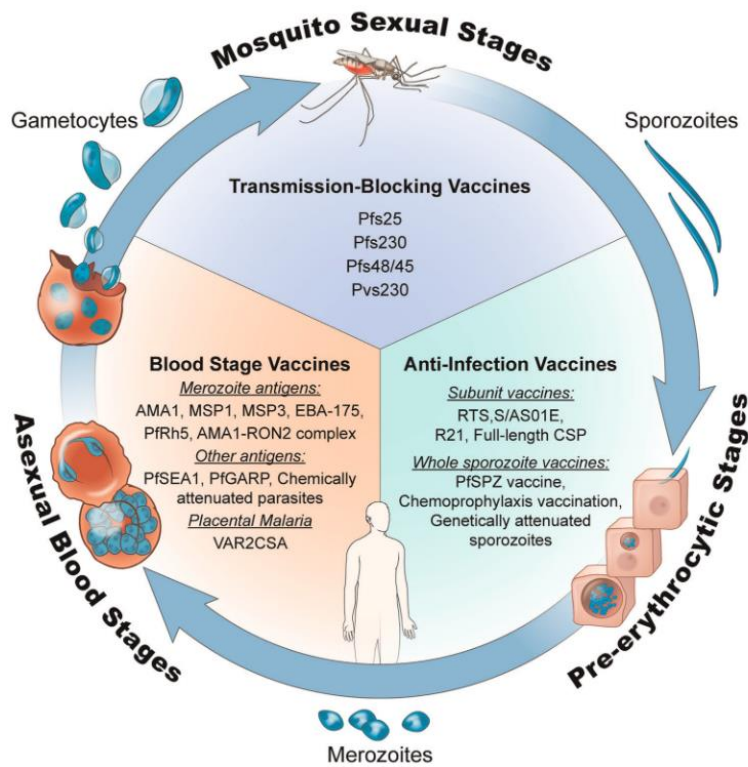 Mosquito Sexual Stages
Gametocytes
Sporozoites
Transmission-Blocking Vaccines
Pfs25
Pfs230
Pfs48/45
Pvs230
Blood Stage Vaccines
Merozoite antigens:
AMA1, MSP1, MSP3, EBA-175,
PfRh5, AMA1-RON2 complex
Other antigens:
PfSEA1, PfGARP, Chemically
attenuated parasites
Placental Malaria
VAR2CSA
Anti-Infection Vaccines
Subunit vaccines:
RTS,S/AS01E,
R21, Full-length CSP
Whole sporozoite vaccines:
PfSPZ vaccine,
Chemoprophylaxis vaccination,
Genetically attenuated
sporozoites
Asexual Blood Stages
Pre-erythrocytic Stages
Merozoites